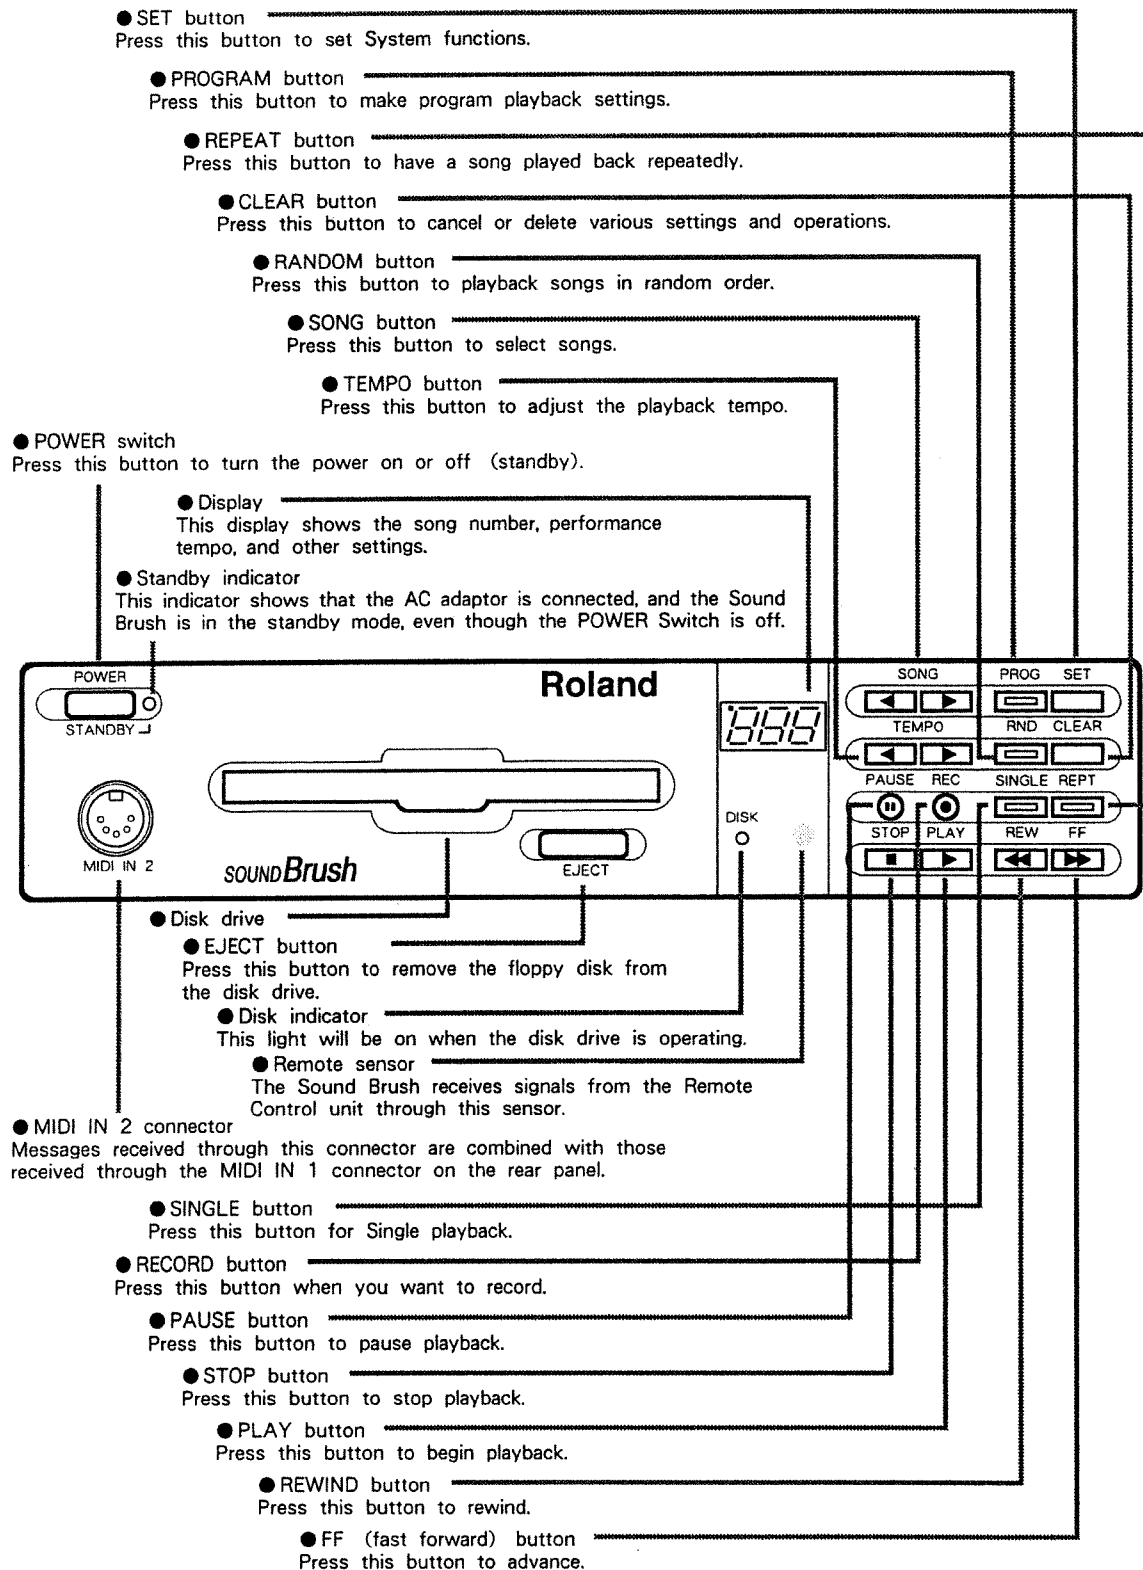 ● SET button
Press this button to set System functions.
● PROGRAM button
Press this button to make program playback settings.
● REPEAT button
Press this button to have a song played back repeatedly.
● CLEAR button
Press this button to cancel or delete various settings and operations.
● RANDOM button
Press this button to playback songs in random order.
● SONG button
Press this button to select songs.
● TEMPO button
Press this button to adjust the playback tempo.
● POWER switch
Press this button to turn the power on or off (standby).
● Display
This display shows the song number, performance
tempo, and other settings.
● Standby indicator
This indicator shows that the AC adaptor is connected, and the Sound
Brush is in the standby mode, even though the POWER Switch is off.
POWER
STANDBY
Roland
SONG PROG SET
TEMPO RND CLEAR
PAUSE REC SINGLE REPT
DISK
STOP PLAY REW FF
MIDI IN 2
SOUND Brush
EJECT
● Disk drive
● EJECT button
Press this button to remove the floppy disk from
the disk drive.
● Disk indicator
This light will be on when the disk drive is operating.
● Remote sensor
The Sound Brush receives signals from the Remote
Control unit through this sensor.
● MIDI IN 2 connector
Messages received through this connector are combined with those
received through the MIDI IN 1 connector on the rear panel.
● SINGLE button
Press this button for Single playback.
● RECORD button
Press this button when you want to record.
● PAUSE button
Press this button to pause playback.
● STOP button
Press this button to stop playback.
● PLAY button
Press this button to begin playback.
● REWIND button
Press this button to rewind.
● FF (fast forward) button
Press this button to advance.